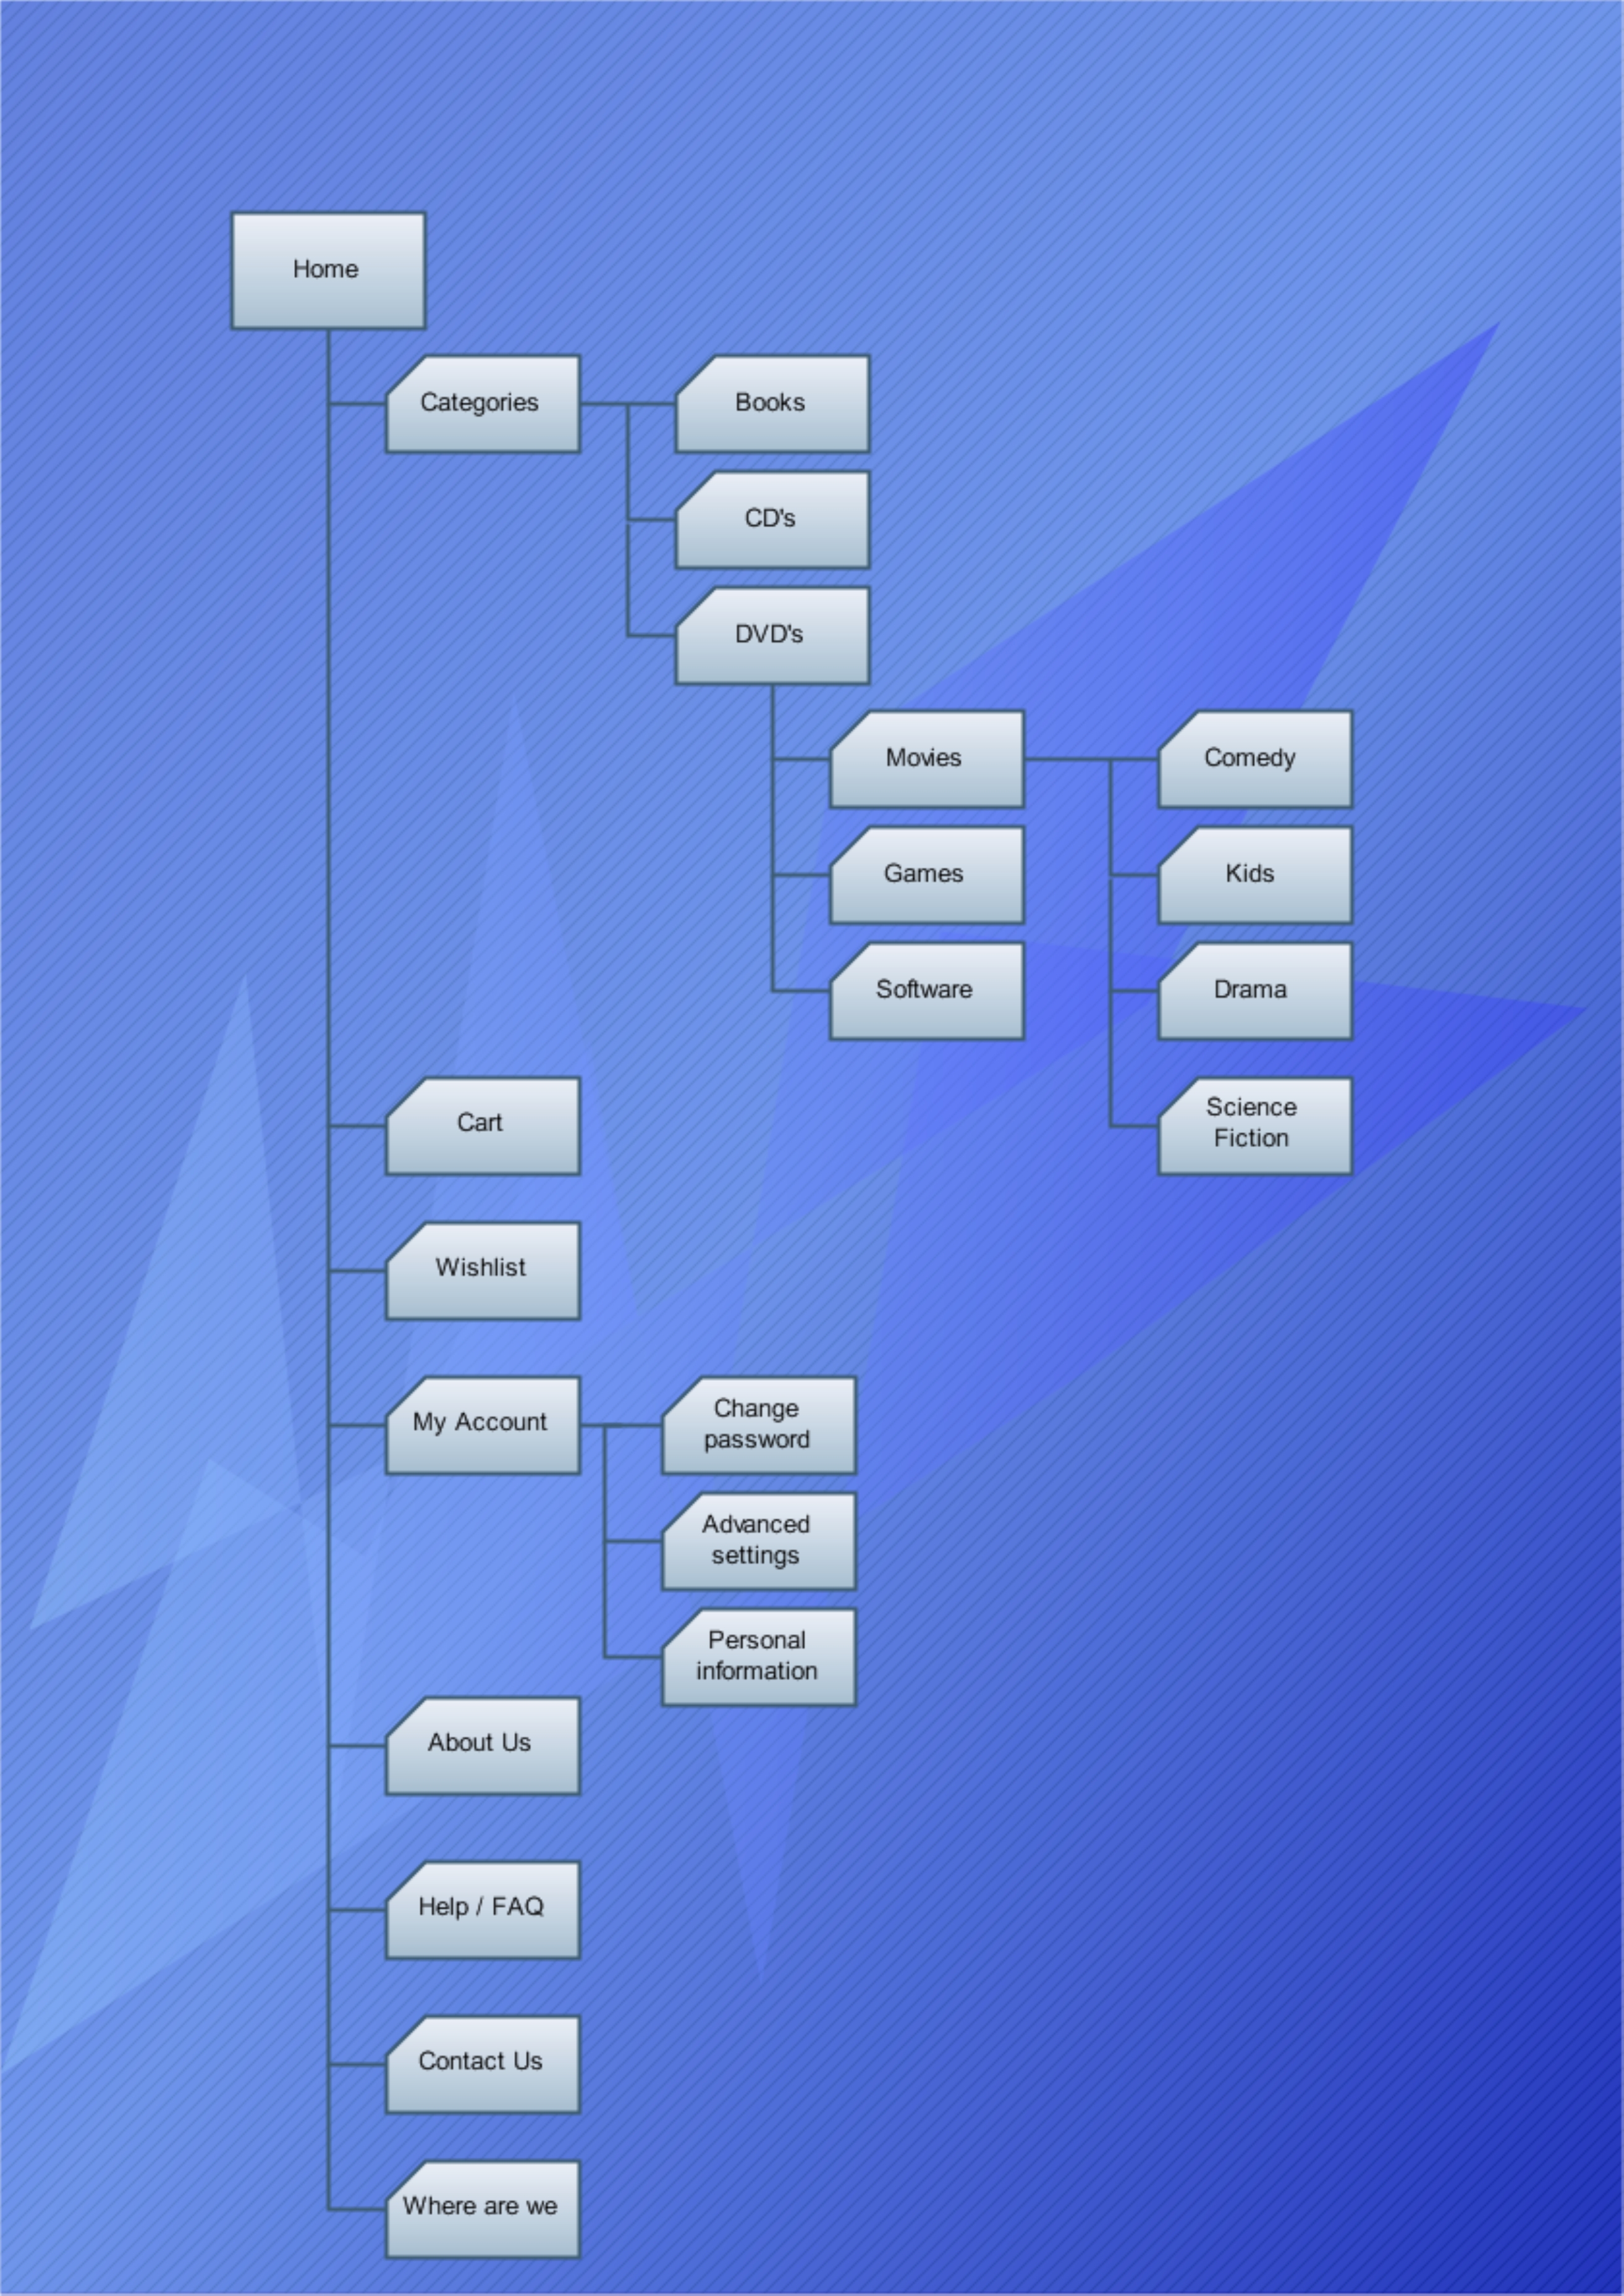 Home
Categories
Books
CD's
DVD's
Movies
Comedy
Games
Kids
Software
Drama
Cart
Science
Fiction
Wishlist
My Account
Change
password
Advanced
settings
Personal
information
About Us
Help / FAQ
Contact Us
Where are we